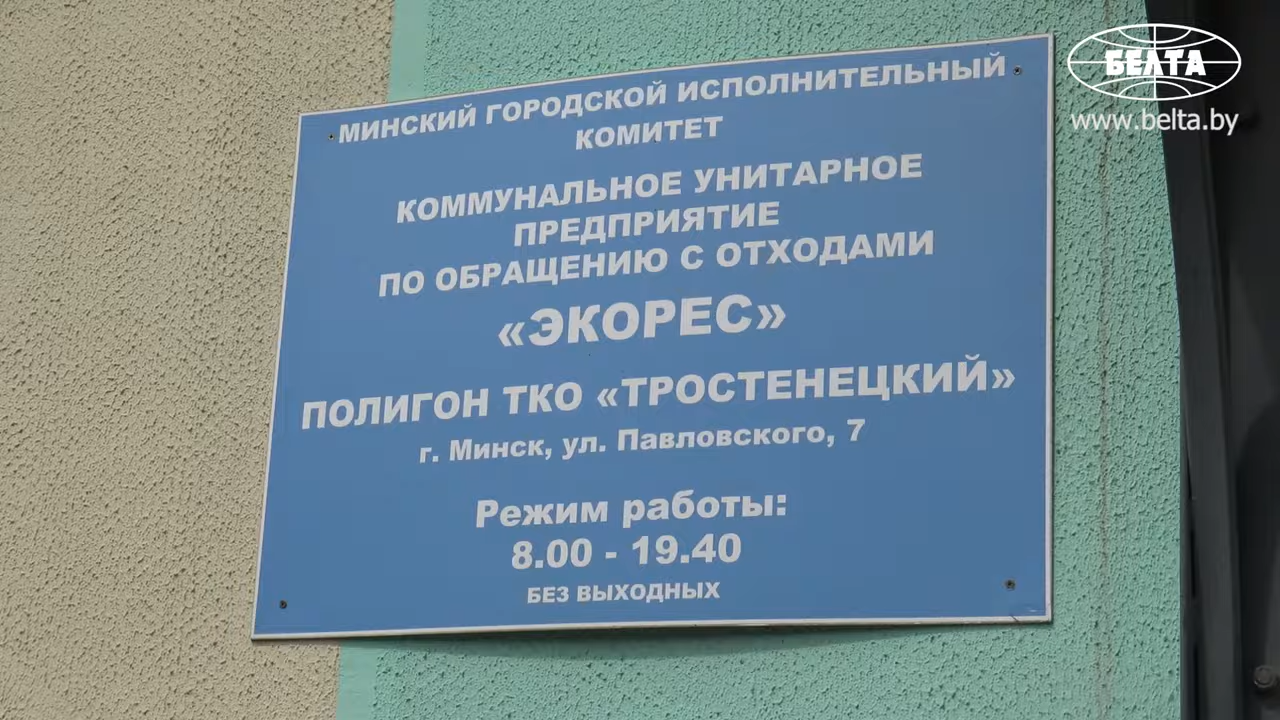 БЕЛТА
www.belta.by
МИНСКИЙ ГОРОДСКОЙ ИСПОЛНИТЕЛЬНЫЙ
КОМИТЕТ
КОММУНАЛЬНОЕ УНИТАРНОЕ
ПРЕДПРИЯТИЕ
ПО ОБРАЩЕНИЮ С ОТХОДАМИ
«ЭКОРЕС»
ПОЛИГОН ТКО «ТРОСТЕНЕЦКИЙ»
г. Минск, ул. Павловского, 7
Режим работы:
8.00 - 19.40
БЕЗ ВЫХОДНЫХ